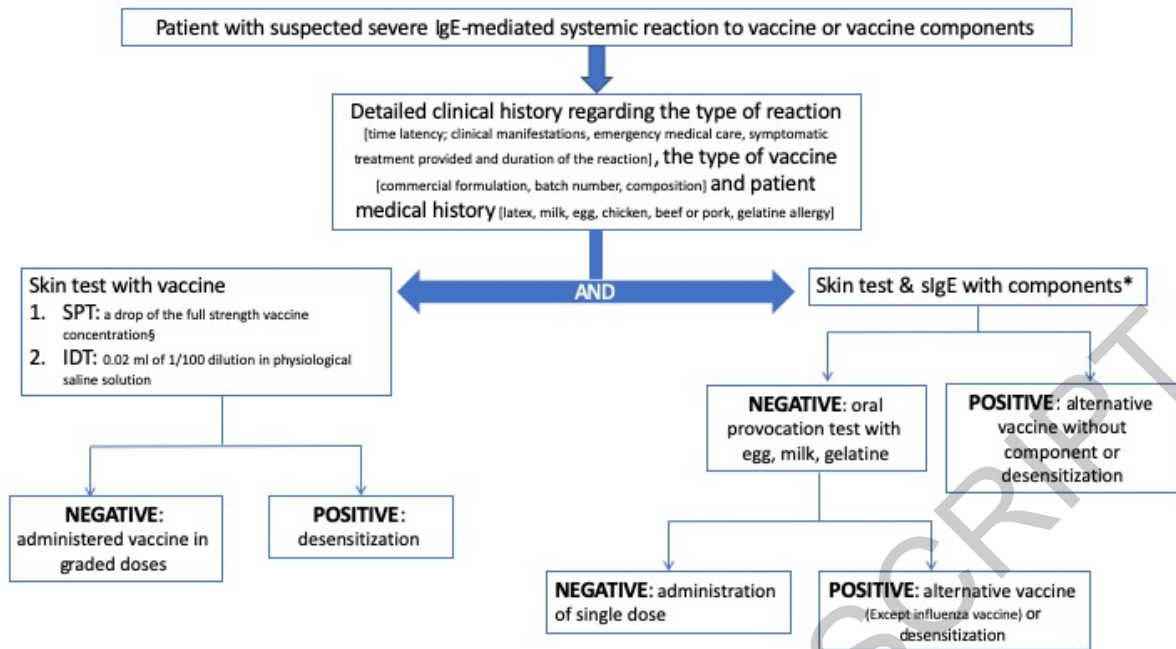 Patient with suspected severe IgE-mediated systemic reaction to vaccine or vaccine components
Detailed clinical history regarding the type of reaction
[time latency; clinical manifestations, emergency medical care, symptomatic
treatment provided and duration of the reaction], the type of vaccine
[commercial formulation, batch number, composition] and patient
medical history [latex, milk, egg, chicken, beef or pork, gelatine allergy]
AND
Skin test with vaccine
1. SPT: a drop of the full strength vaccine
concentration§
2. IDT: 0.02 ml of 1/100 dilution in physiological
saline solution
Skin test & sIgE with components*
NEGATIVE: oral
provocation test with
egg, milk, gelatine
POSITIVE: alternative
vaccine without
component or
desensitization
NEGATIVE:
administered vaccine in
graded doses
POSITIVE:
desensitization
NEGATIVE: administration
of single dose
POSITIVE: alternative vaccine
(Except influenza vaccine) or
desensitization
SCRIPT